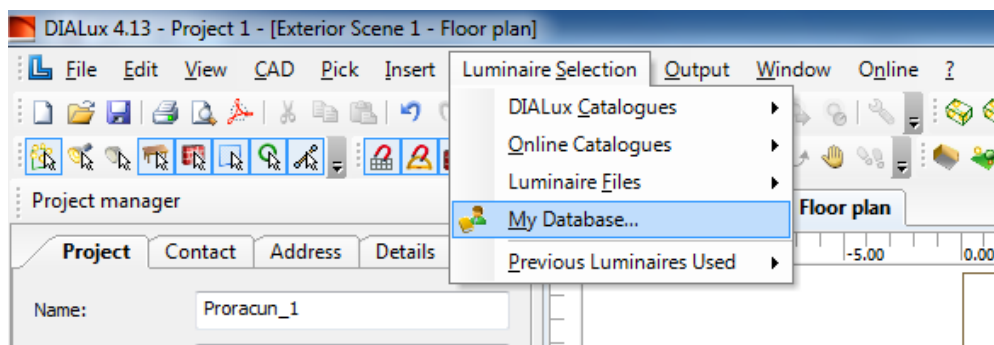 DIALux 4.13 - Project 1 - [Exterior Scene 1 - Floor plan]
File Edit View CAD Pick Insert Luminaire Selection Output Window Online ?
DIALux Catalogues
Online Catalogues
Luminaire Files
My Database...
Previous Luminaires Used
Project manager
Floor plan
Project Contact Address Details
-5.00 0.00
Name: Proracun_1